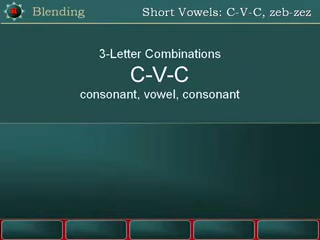 Blending
Short Vowels: C-V-C, zeb-zez
3-Letter Combinations
C-V-C
consonant, vowel, consonant